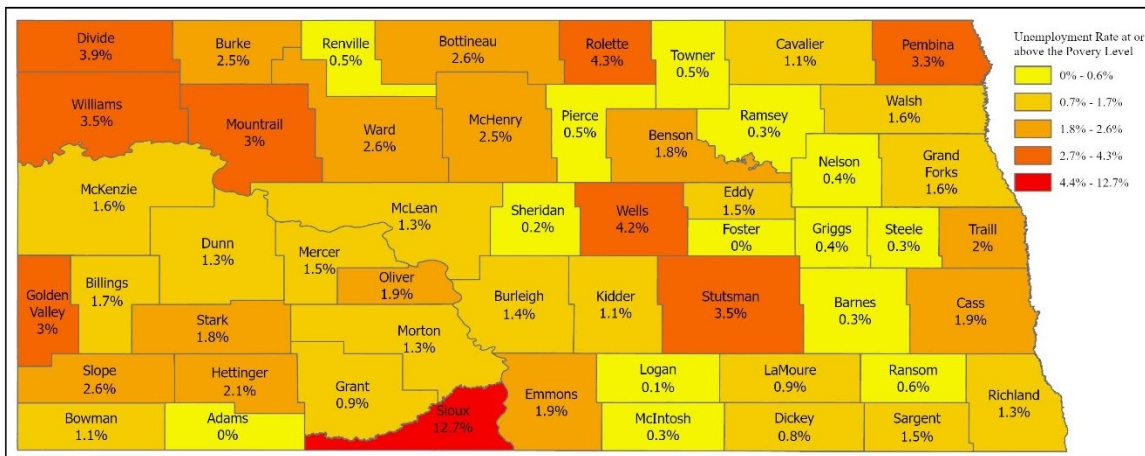 Divide
3.9%
Burke
2.5%
Renville
0.5%
Bottineau
2.6%
Rolette
4.3%
Towner
0.5%
Cavalier
1.1%
Pembina
3.3%
Williams
3.5%
Mountrail
3%
Ward
2.6%
McHenry
2.5%
Pierce
0.5%
Benson
1.8%
Ramsey
0.3%
Walsh
1.6%
Nelson
0.4%
Grand
Forks
1.6%
McKenzie
1.6%
Dunn
1.3%
McLean
1.3%
Mercer
1.5%
Sheridan
0.2%
Wells
4.2%
Eddy
1.5%
Foster
0%
Griggs
0.4%
Steele
0.3%
Traill
2%
Golden
Valley
3%
Billings
1.7%
Stark
1.8%
Oliver
1.9%
Morton
1.3%
Burleigh
1.4%
Kidder
1.1%
Stutsman
3.5%
Barnes
0.3%
Cass
1.9%
Slope
2.6%
Hettinger
2.1%
Grant
0.9%
Sioux
12.7%
Emmons
1.9%
Logan
0.1%
LaMoure
0.9%
Ransom
0.6%
Richland
1.3%
Bowman
1.1%
Adams
0%
McIntosh
0.3%
Dickey
0.8%
Sargent
1.5%
Unemployment Rate at or
above the Povery Level
0% - 0.6%
0.7% - 1.7%
1.8% - 2.6%
2.7% - 4.3%
4.4% - 12.7%